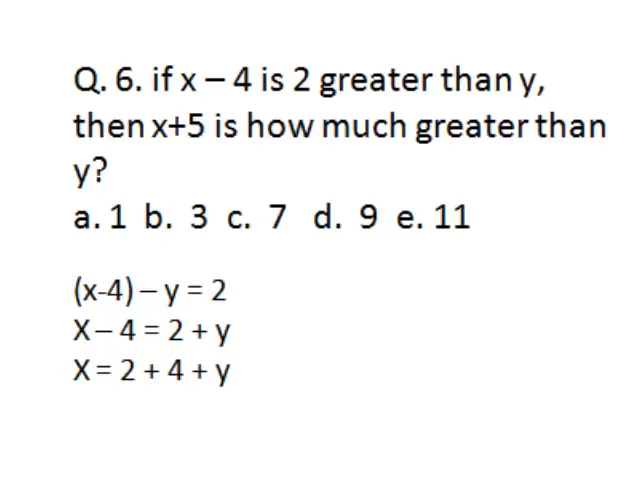 Q. 6. if x – 4 is 2 greater than y,
then x+5 is how much greater than
y?
a. 1 b. 3 c. 7 d. 9 e. 11
(x-4) – y = 2
X – 4 = 2 + y
X = 2 + 4 + y